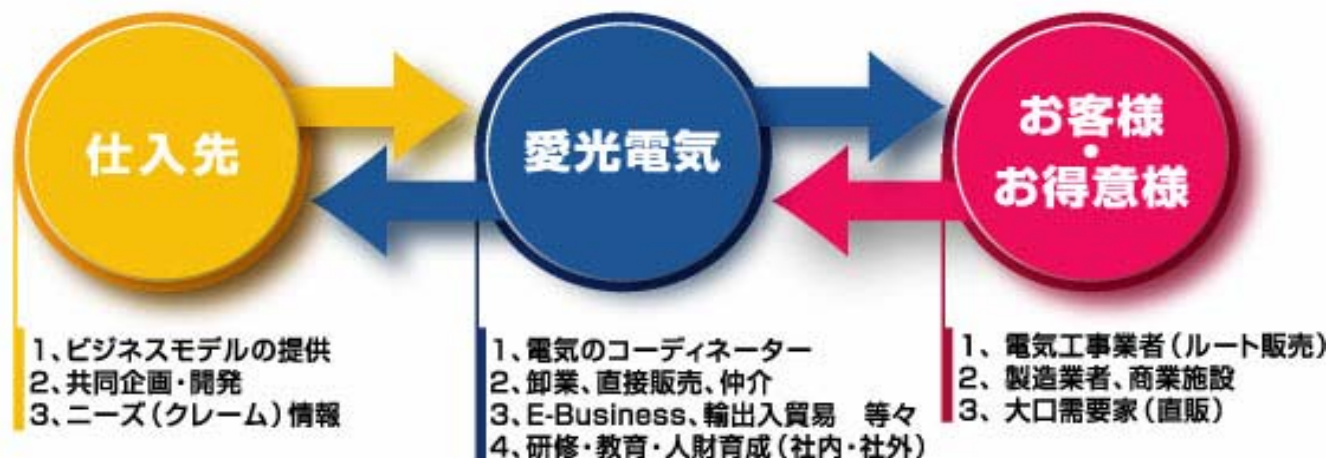 仕入先
愛光電気
お客様
・
お得意様
1、ビジネスモデルの提供
2、共同企画・開発
3、ニーズ(クレーム)情報
1、電気のコーディネーター
2、卸業、直接販売、仲介
3、E-Business、輸出入貿易　等々
4、研修・教育・人財育成(社内・社外)
1、 電気工事業者(ルート販売)
2、 製造業者、商業施設
3、 大口需要家(直販)